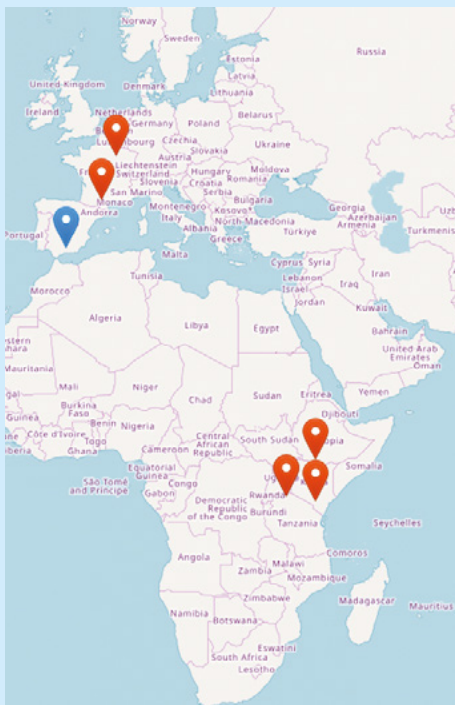 Norway
Sweden
Russia
Estonia
Latvia
Lithuania
United Kingdom
Denmark
Ireland
Netherlands
Belarus
Germany
Poland
Luxembourg
Czechia
Ukraine
Slovakia
Austria
Liechtenstein
Switzerland
Hungary
Moldova
Slovenia
Croatia
Romania
San Marino
Serbia
Monaco
Bulgaria
Andorra
Montenegro
Kosovo
Georgia
Italy
North Macedonia
Azerbaijan
Armenia
Portugal
Albania
Türkiye
Turkmenis
Greece
Malta
Cyprus
Syria
Tunisia
Lebanon
Iran
Israel
Iraq
Morocco
Jordan
Kuwait
Algeria
Libya
Egypt
Bahrain
United Arab
Emirates
Oman
Mauritania
Mali
Niger
Chad
Sudan
Eritrea
Yemen
Burkina
Faso
Djibouti
Guinea
Benin
Nigeria
Côte d'Ivoire
Togo
Ghana
Central
African
Republic
South Sudan
opia
Cameroon
Somalia
Equatorial
Guinea
São Tomé
and Príncipe
Congo
Gabon
Rwanda
Democratic
Republic
of the Congo
Burundi
Tanzania
Seychelles
Angola
Comoros
Malawi
Zambia
Mozambique
Zimbabwe
Madagascar
Mauritius
Namibia
Botswana
Eswatini
South Africa
Lesotho